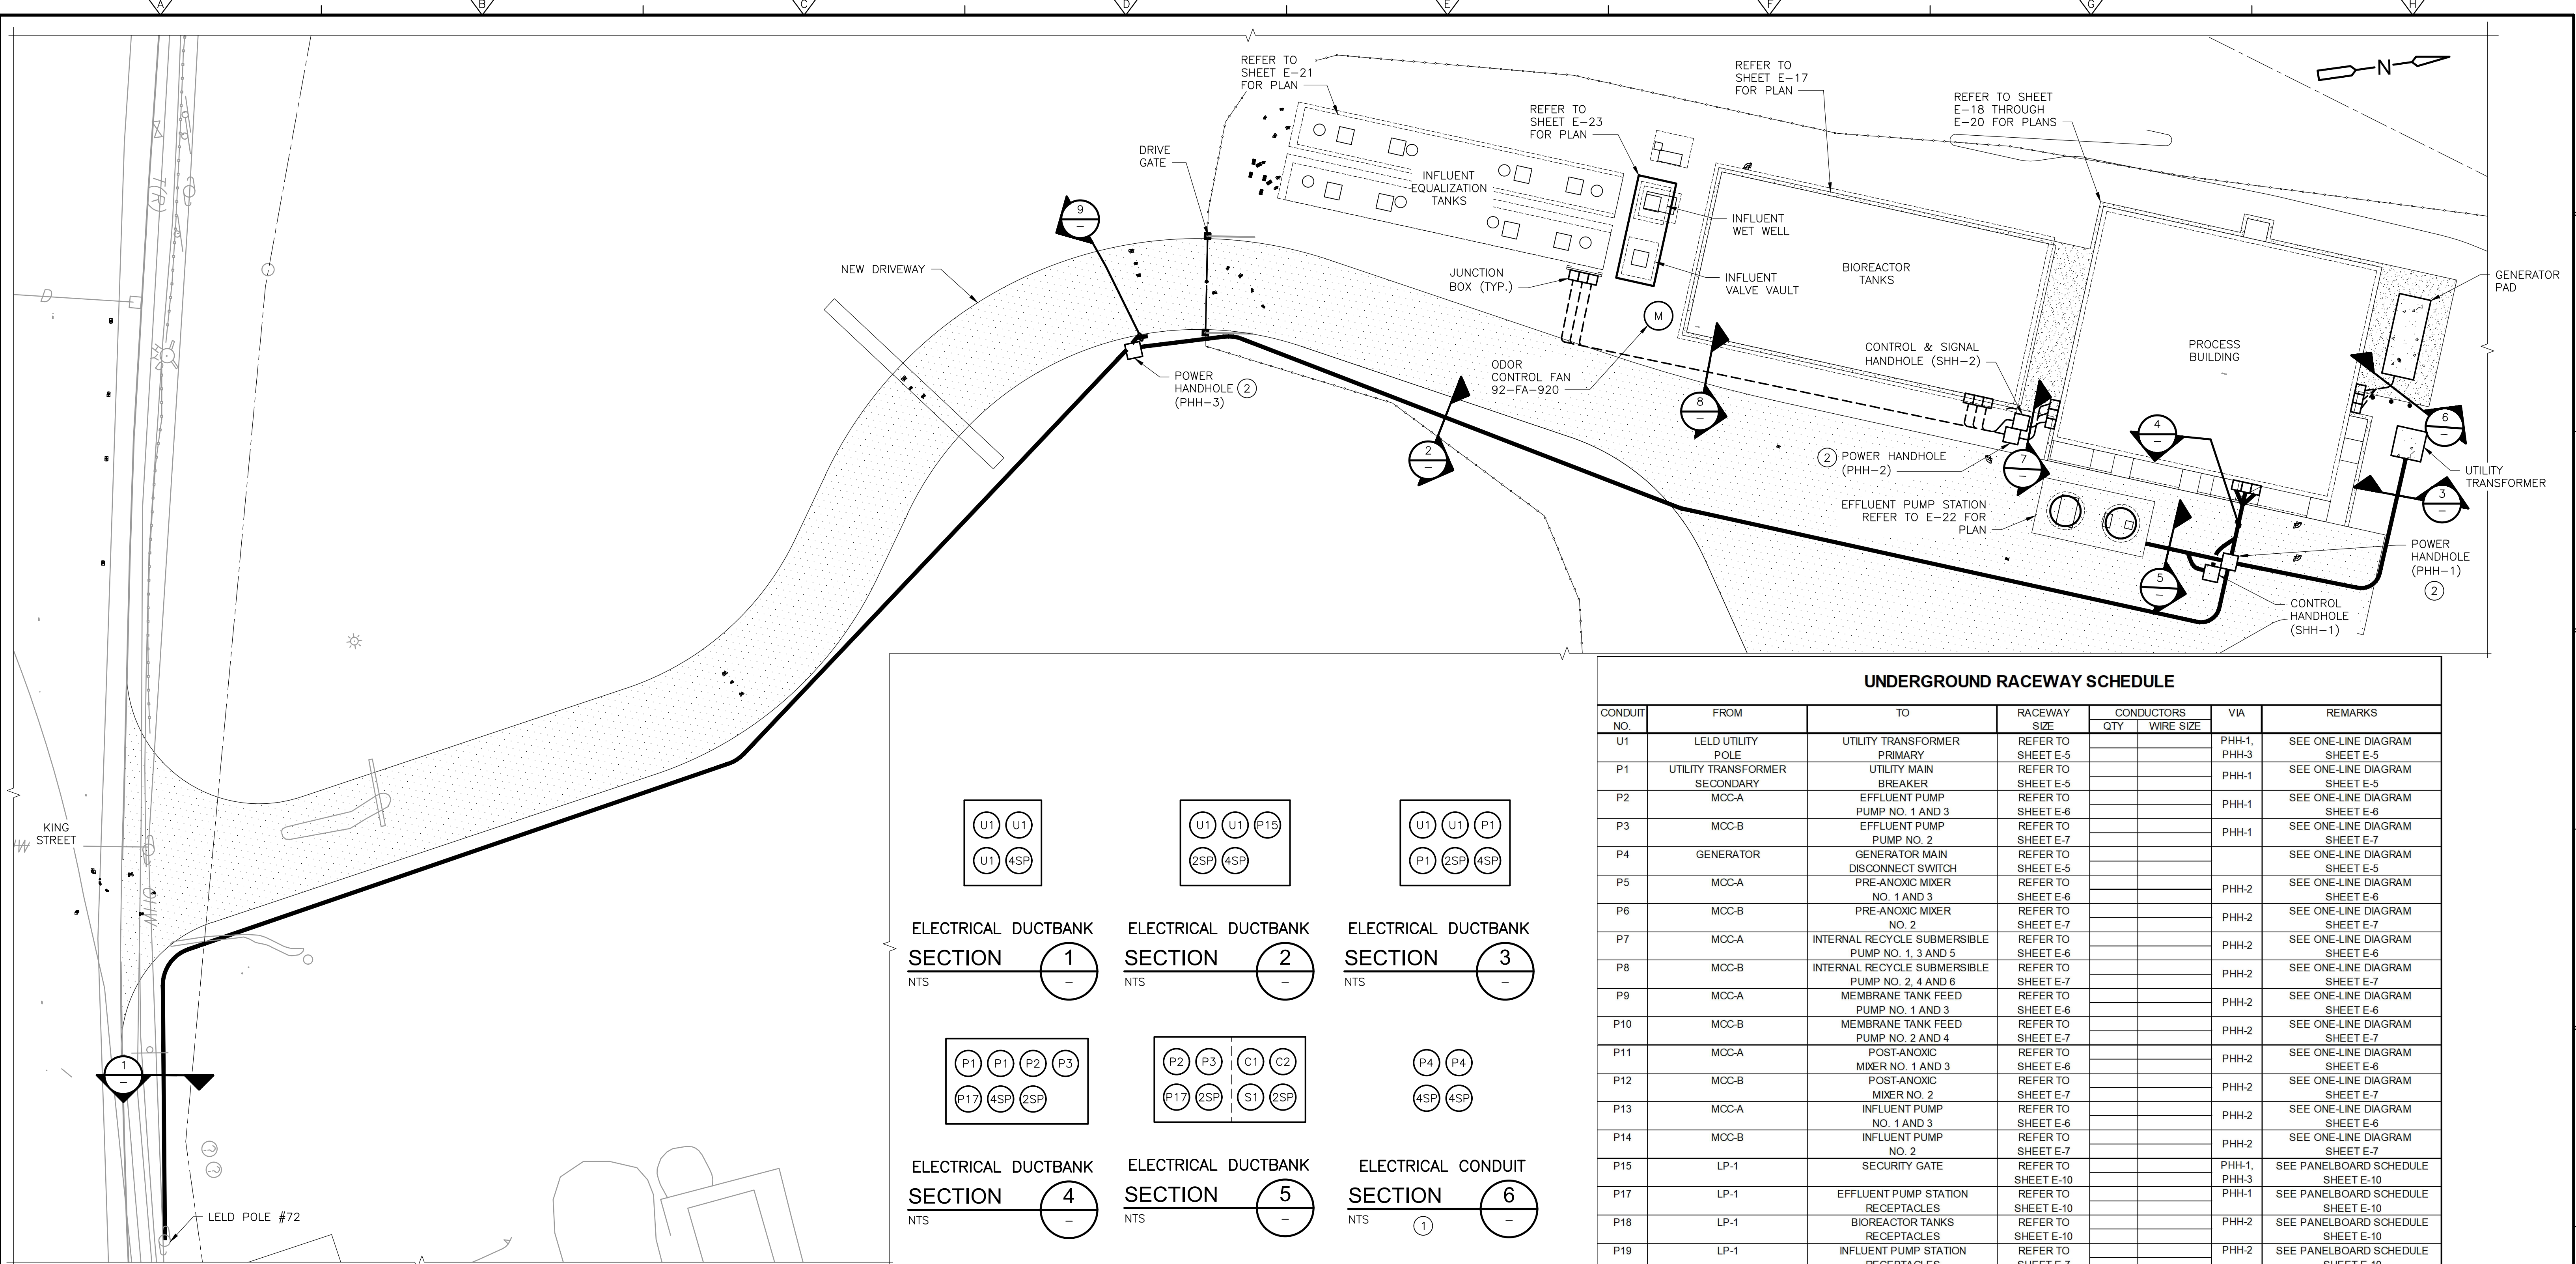 A
B
C
D
E
F
G
H
REFER TO
SHEET E-21
FOR PLAN
REFER TO
SHEET E-23
FOR PLAN
REFER TO
SHEET E-17
FOR PLAN
REFER TO SHEET
E-18 THROUGH
E-20 FOR PLANS
N
DRIVE
GATE
INFLUENT
EQUALIZATION
TANKS
INFLUENT
WET WELL
INFLUENT
VALVE VAULT
JUNCTION
BOX (TYP.)
BIOREACTOR
TANKS
GENERATOR
PAD
PROCESS
BUILDING
NEW DRIVEWAY
9
–
M
ODOR
CONTROL FAN
92-FA-920
CONTROL & SIGNAL
HANDHOLE (SHH-2)
POWER
HANDHOLE 2
(PHH-3)
2
–
8
–
2 POWER HANDHOLE
(PHH-2)
7
–
4
–
6
–
UTILITY
TRANSFORMER
3
–
EFFLUENT PUMP STATION
REFER TO E-22 FOR
PLAN
5
–
POWER
HANDHOLE
(PHH-1)
2
CONTROL
HANDHOLE
(SHH-1)
KING
STREET
1
–
LELD POLE #72
U1 U1
U1 4SP
ELECTRICAL DUCTBANK
SECTION 1
NTS –
U1 U1 P15
2SP 4SP
ELECTRICAL DUCTBANK
SECTION 2
NTS –
U1 U1 P1
P1 2SP 4SP
ELECTRICAL DUCTBANK
SECTION 3
NTS –
P1 P1 P2 P3
P17 4SP 2SP
ELECTRICAL DUCTBANK
SECTION 4
NTS –
P2 P3 C1 C2
P17 2SP S1 2SP
ELECTRICAL DUCTBANK
SECTION 5
NTS –
P4 P4
4SP 4SP
ELECTRICAL CONDUIT
SECTION 6
NTS 1 –
UNDERGROUND RACEWAY SCHEDULE
CONDUIT FROM TO RACEWAY CONDUCTORS VIA REMARKS
NO. SIZE QTY WIRE SIZE
U1 LELD UTILITY UTILITY TRANSFORMER REFER TO PHH-1, SEE ONE-LINE DIAGRAM
POLE PRIMARY SHEET E-5 PHH-3 SHEET E-5
P1 UTILITY TRANSFORMER UTILITY MAIN REFER TO PHH-1 SEE ONE-LINE DIAGRAM
SECONDARY BREAKER SHEET E-5 SHEET E-5
P2 MCC-A EFFLUENT PUMP REFER TO PHH-1 SEE ONE-LINE DIAGRAM
PUMP NO. 1 AND 3 SHEET E-6 SHEET E-6
P3 MCC-B EFFLUENT PUMP REFER TO PHH-1 SEE ONE-LINE DIAGRAM
PUMP NO. 2 SHEET E-7 SHEET E-7
P4 GENERATOR GENERATOR MAIN REFER TO SEE ONE-LINE DIAGRAM
DISCONNECT SWITCH SHEET E-5 SHEET E-5
P5 MCC-A PRE-ANOXIC MIXER REFER TO PHH-2 SEE ONE-LINE DIAGRAM
NO. 1 AND 3 SHEET E-6 SHEET E-6
P6 MCC-B PRE-ANOXIC MIXER REFER TO PHH-2 SEE ONE-LINE DIAGRAM
NO. 2 SHEET E-7 SHEET E-7
P7 MCC-A INTERNAL RECYCLE SUBMERSIBLE REFER TO PHH-2 SEE ONE-LINE DIAGRAM
PUMP NO. 1, 3 AND 5 SHEET E-6 SHEET E-6
P8 MCC-B INTERNAL RECYCLE SUBMERSIBLE REFER TO PHH-2 SEE ONE-LINE DIAGRAM
PUMP NO. 2, 4 AND 6 SHEET E-7 SHEET E-7
P9 MCC-A MEMBRANE TANK FEED REFER TO PHH-2 SEE ONE-LINE DIAGRAM
PUMP NO. 1 AND 3 SHEET E-6 SHEET E-6
P10 MCC-B MEMBRANE TANK FEED REFER TO PHH-2 SEE ONE-LINE DIAGRAM
PUMP NO. 2 AND 4 SHEET E-7 SHEET E-7
P11 MCC-A POST-ANOXIC REFER TO PHH-2 SEE ONE-LINE DIAGRAM
MIXER NO. 1 AND 3 SHEET E-6 SHEET E-6
P12 MCC-B POST-ANOXIC REFER TO PHH-2 SEE ONE-LINE DIAGRAM
MIXER NO. 2 SHEET E-7 SHEET E-7
P13 MCC-A INFLUENT PUMP REFER TO PHH-2 SEE ONE-LINE DIAGRAM
NO. 1 AND 3 SHEET E-6 SHEET E-6
P14 MCC-B INFLUENT PUMP REFER TO PHH-2 SEE ONE-LINE DIAGRAM
NO. 2 SHEET E-7 SHEET E-7
P15 LP-1 SECURITY GATE REFER TO PHH-1, SEE PANELBOARD SCHEDULE
SHEET E-10 PHH-3 SHEET E-10
P17 LP-1 EFFLUENT PUMP STATION REFER TO PHH-1 SEE PANELBOARD SCHEDULE
RECEPTACLES SHEET E-10 SHEET E-10
P18 LP-1 BIOREACTOR TANKS REFER TO PHH-2 SEE PANELBOARD SCHEDULE
RECEPTACLES SHEET E-10 SHEET E-10
P19 LP-1 INFLUENT PUMP STATION REFER TO PHH-2 SEE PANELBOARD SCHEDULE
RECEPTACLES SHEET E-7 SHEET E-10